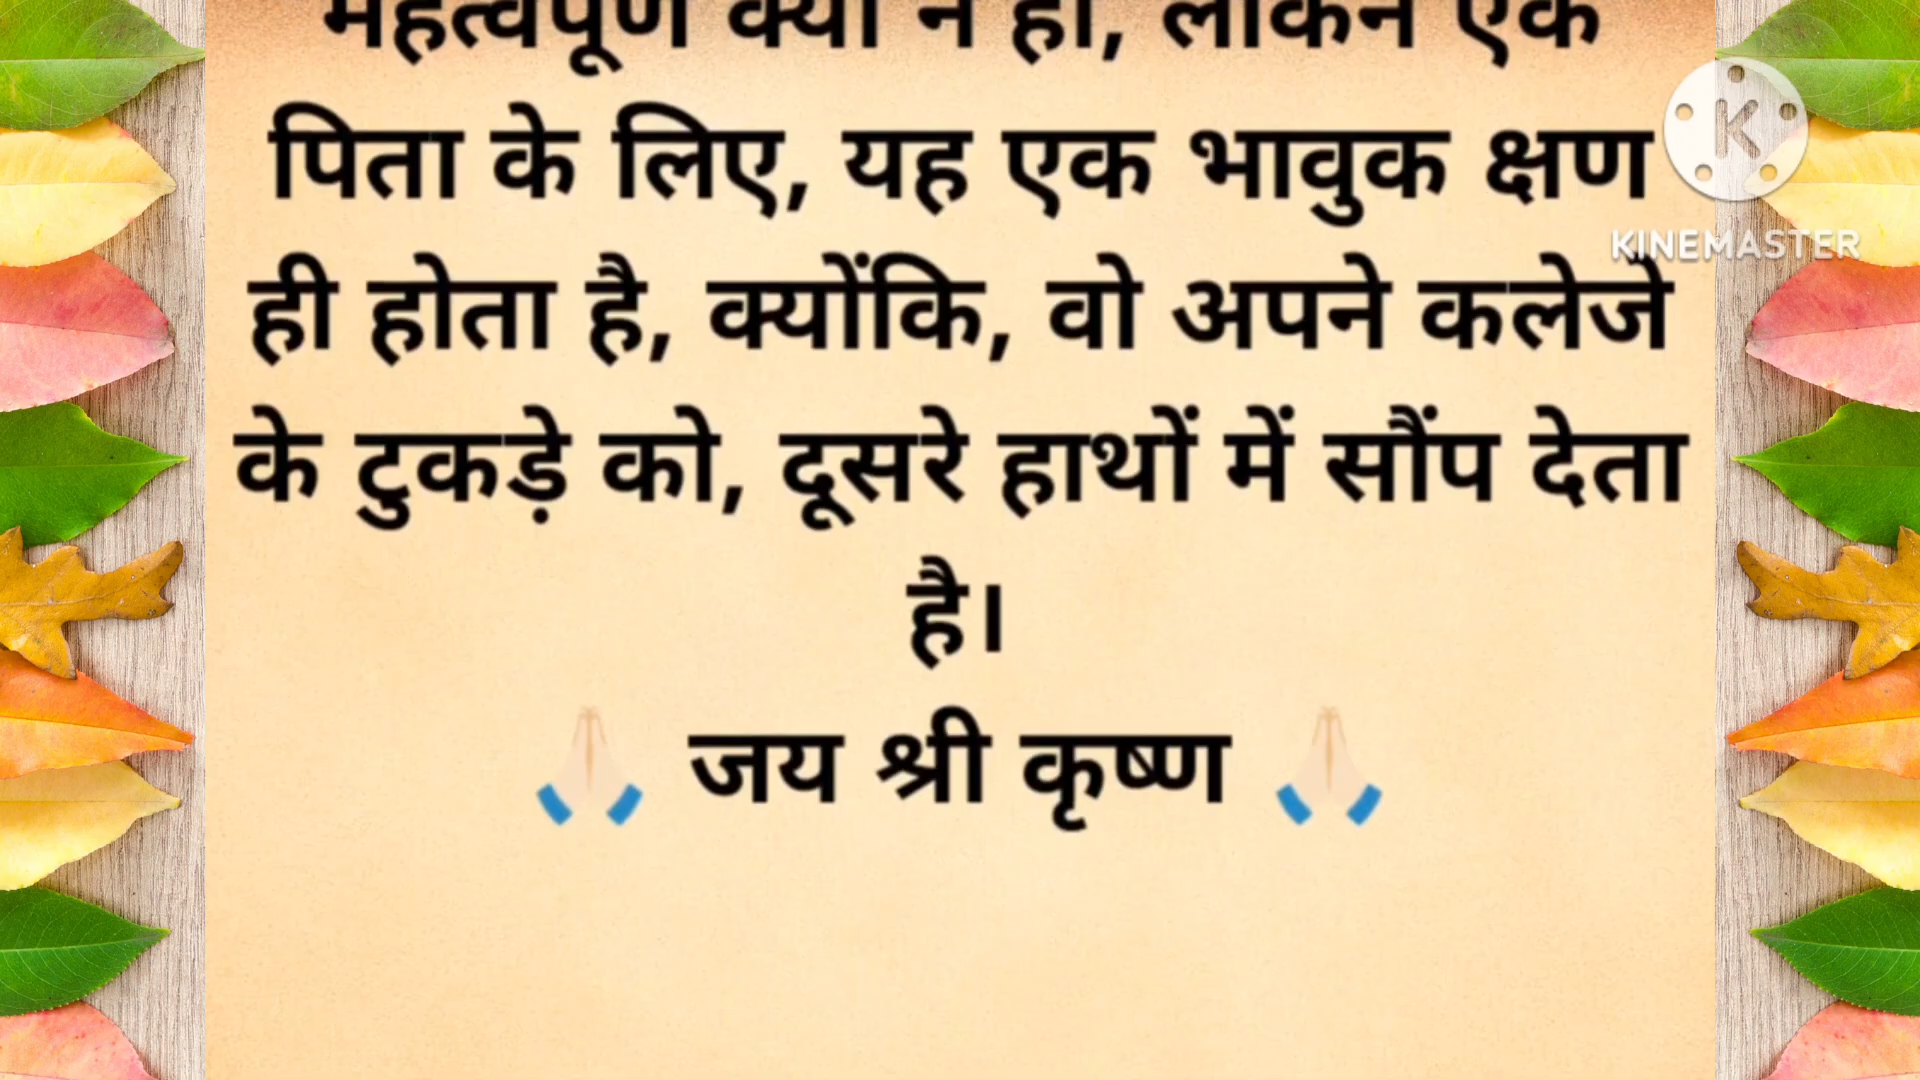 महत्वपूर्ण क्यों न हो, लेकिन एक
पिता के लिए, यह एक भावुक क्षण
ही होता है, क्योंकि, वो अपने कलेजे
के टुकड़े को, दूसरे हाथों में सौंप देता
है।
🙏🏻 जय श्री कृष्ण 🙏🏻
K
KINEMASTER